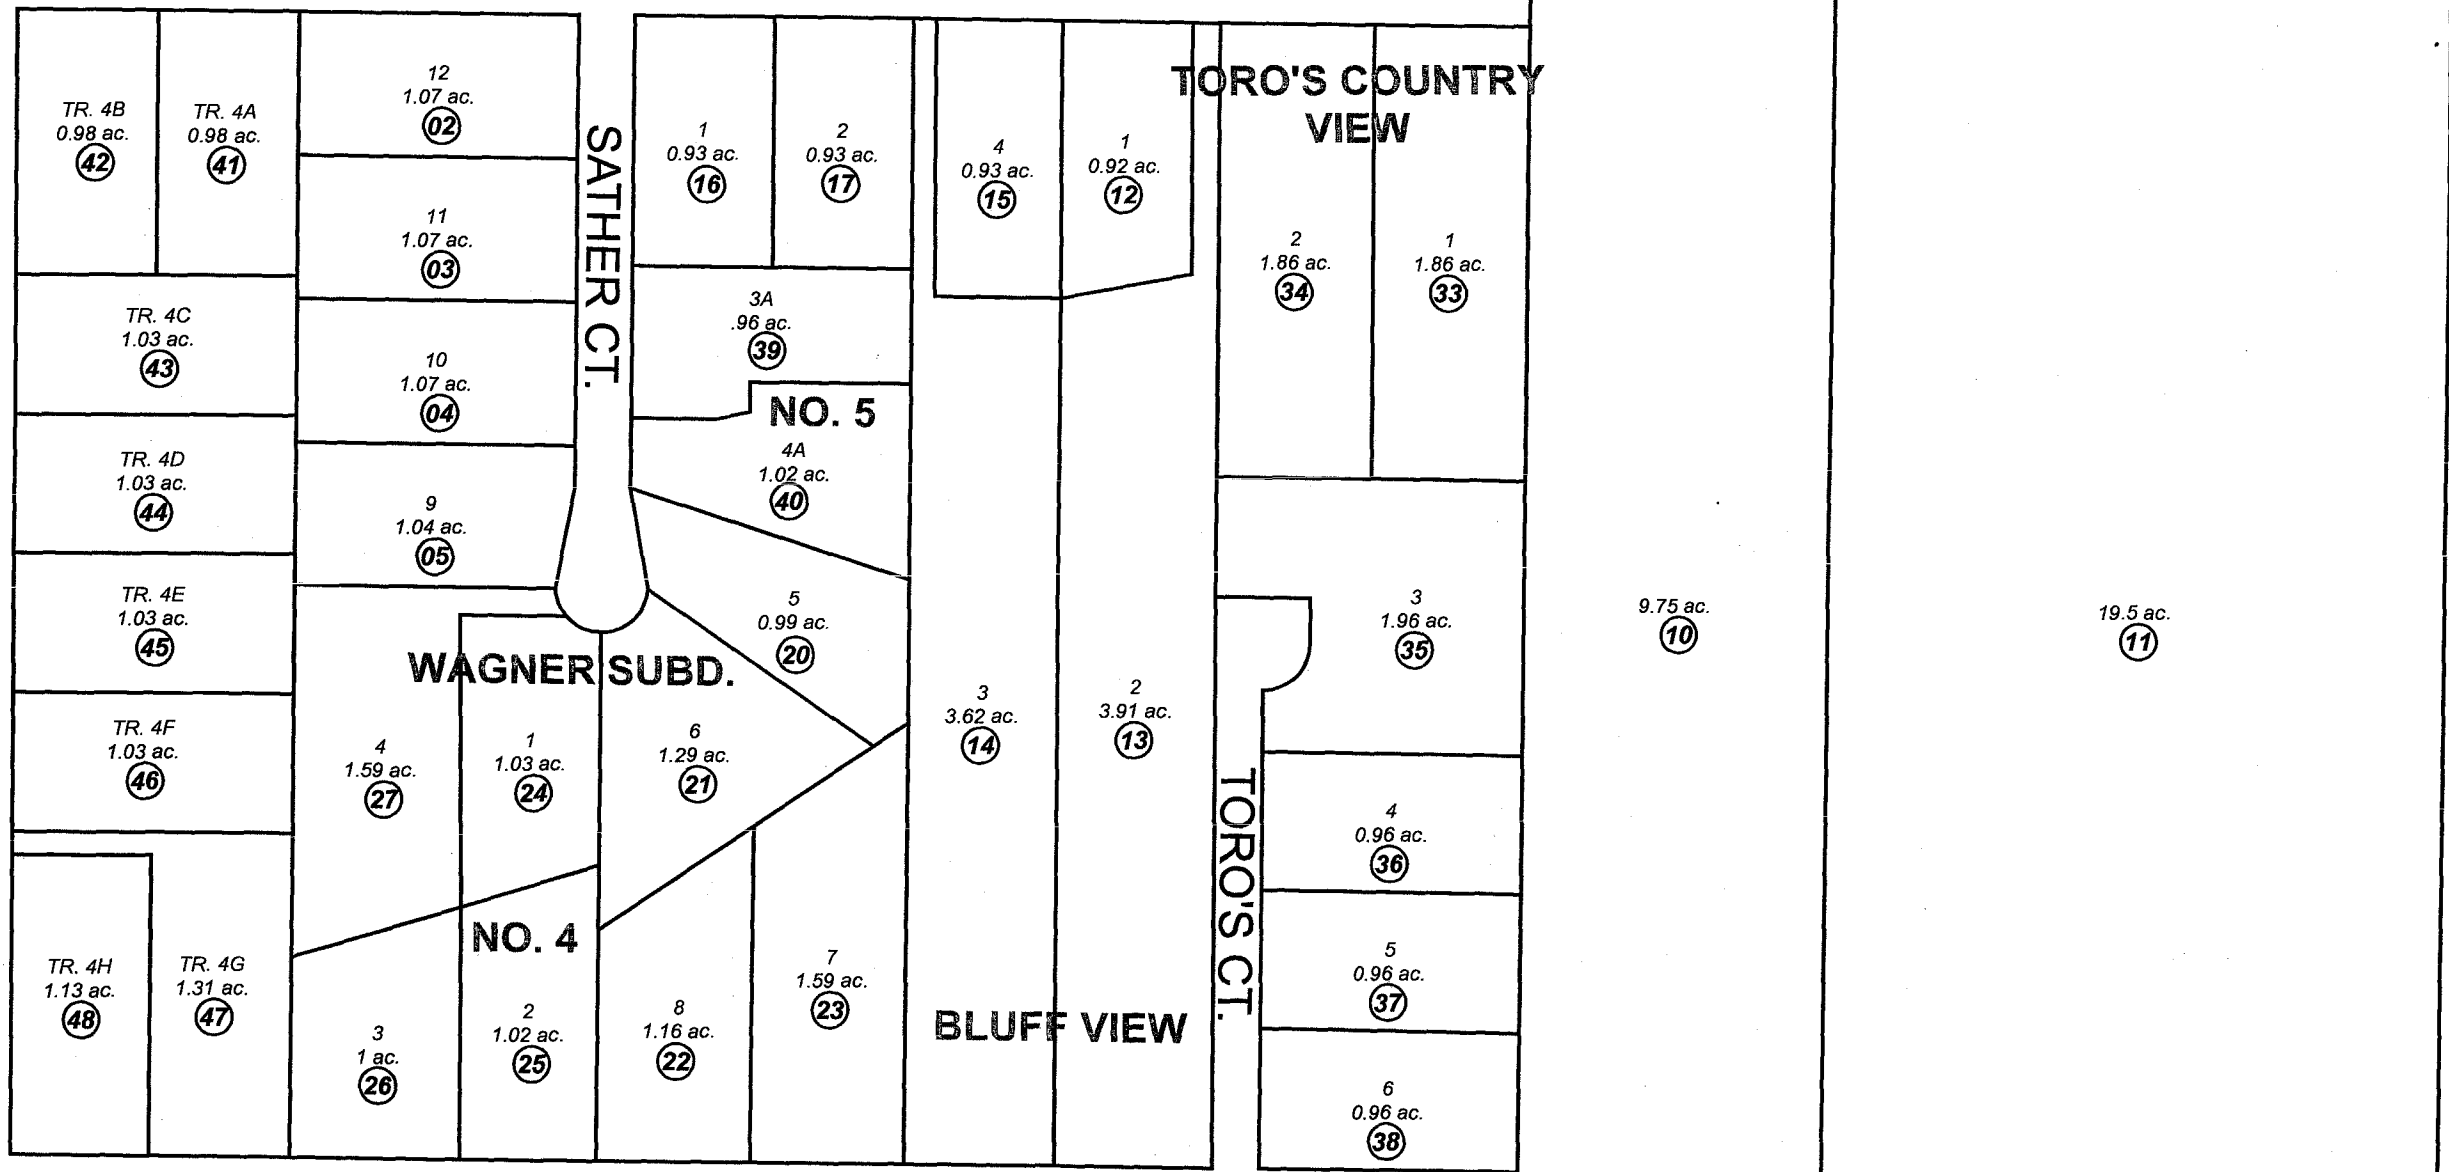 TR. 4B
0.98 ac.
42
TR. 4A
0.98 ac.
41
TR. 4C
1.03 ac.
43
TR. 4D
1.03 ac.
44
TR. 4E
1.03 ac.
45
TR. 4F
1.03 ac.
46
TR. 4H
1.13 ac.
48
TR. 4G
1.31 ac.
47
12
1.07 ac.
02
11
1.07 ac.
03
10
1.07 ac.
04
9
1.04 ac.
05
SATHER CT.
1
0.93 ac.
16
2
0.93 ac.
17
3A
.96 ac.
39
NO. 5
4A
1.02 ac.
40
5
0.99 ac.
20
WAGNER SUBD.
4
1.59 ac.
27
1
1.03 ac.
24
6
1.29 ac.
21
NO. 4
3
1 ac.
26
2
1.02 ac.
25
8
1.16 ac.
22
7
1.59 ac.
23
4
0.93 ac.
15
1
0.92 ac.
12
3
3.62 ac.
14
2
3.91 ac.
13
BLUFF VIEW
TORO'S COUNTRY
VIEW
2
1.86 ac.
34
1
1.86 ac.
33
3
1.96 ac.
35
TORO'S CT.
4
0.96 ac.
36
5
0.96 ac.
37
6
0.96 ac.
38
9.75 ac.
10
19.5 ac.
11